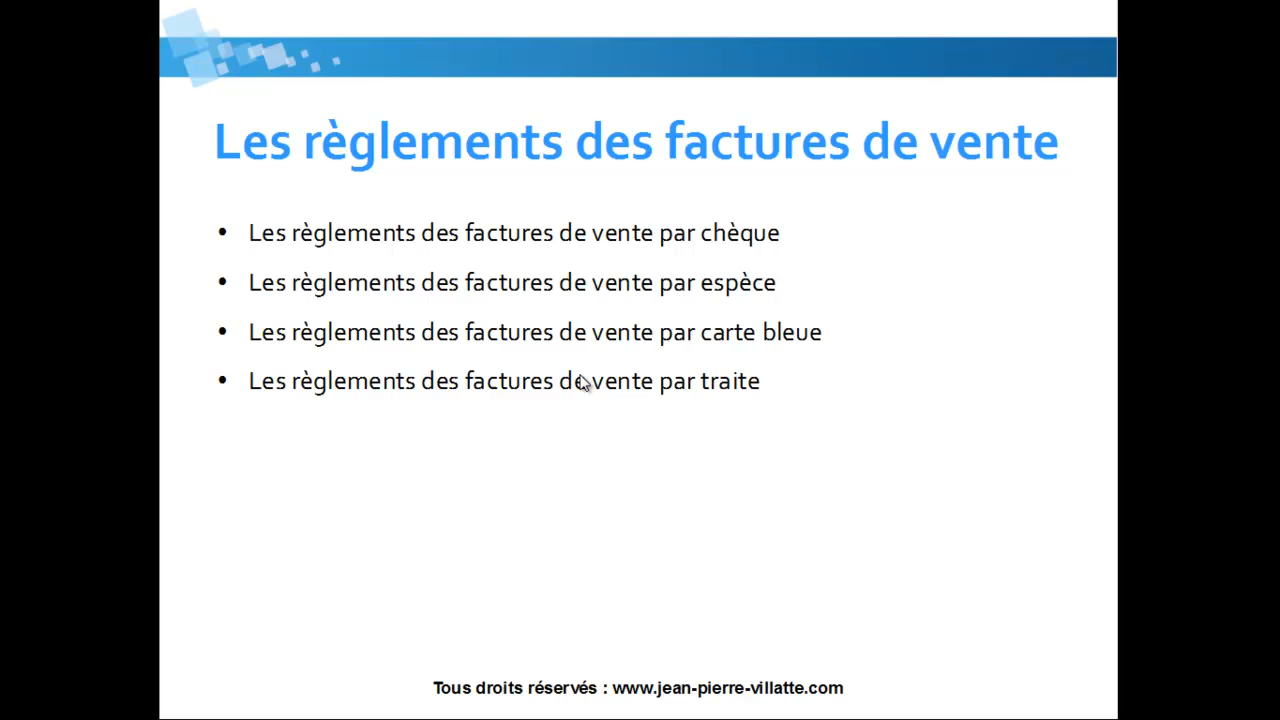 Les règlements des factures de vente
• Les règlements des factures de vente par chèque
• Les règlements des factures de vente par espèce
• Les règlements des factures de vente par carte bleue
• Les règlements des factures de vente par traite
Tous droits réservés : www.jean-pierre-villatte.com